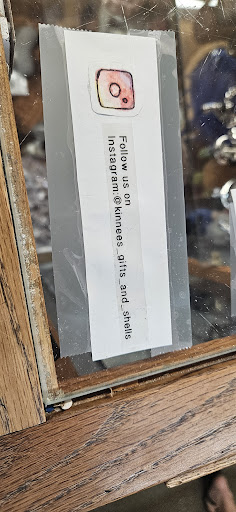 Follow us on
Instagram:@kinnees_gifts_and_shells